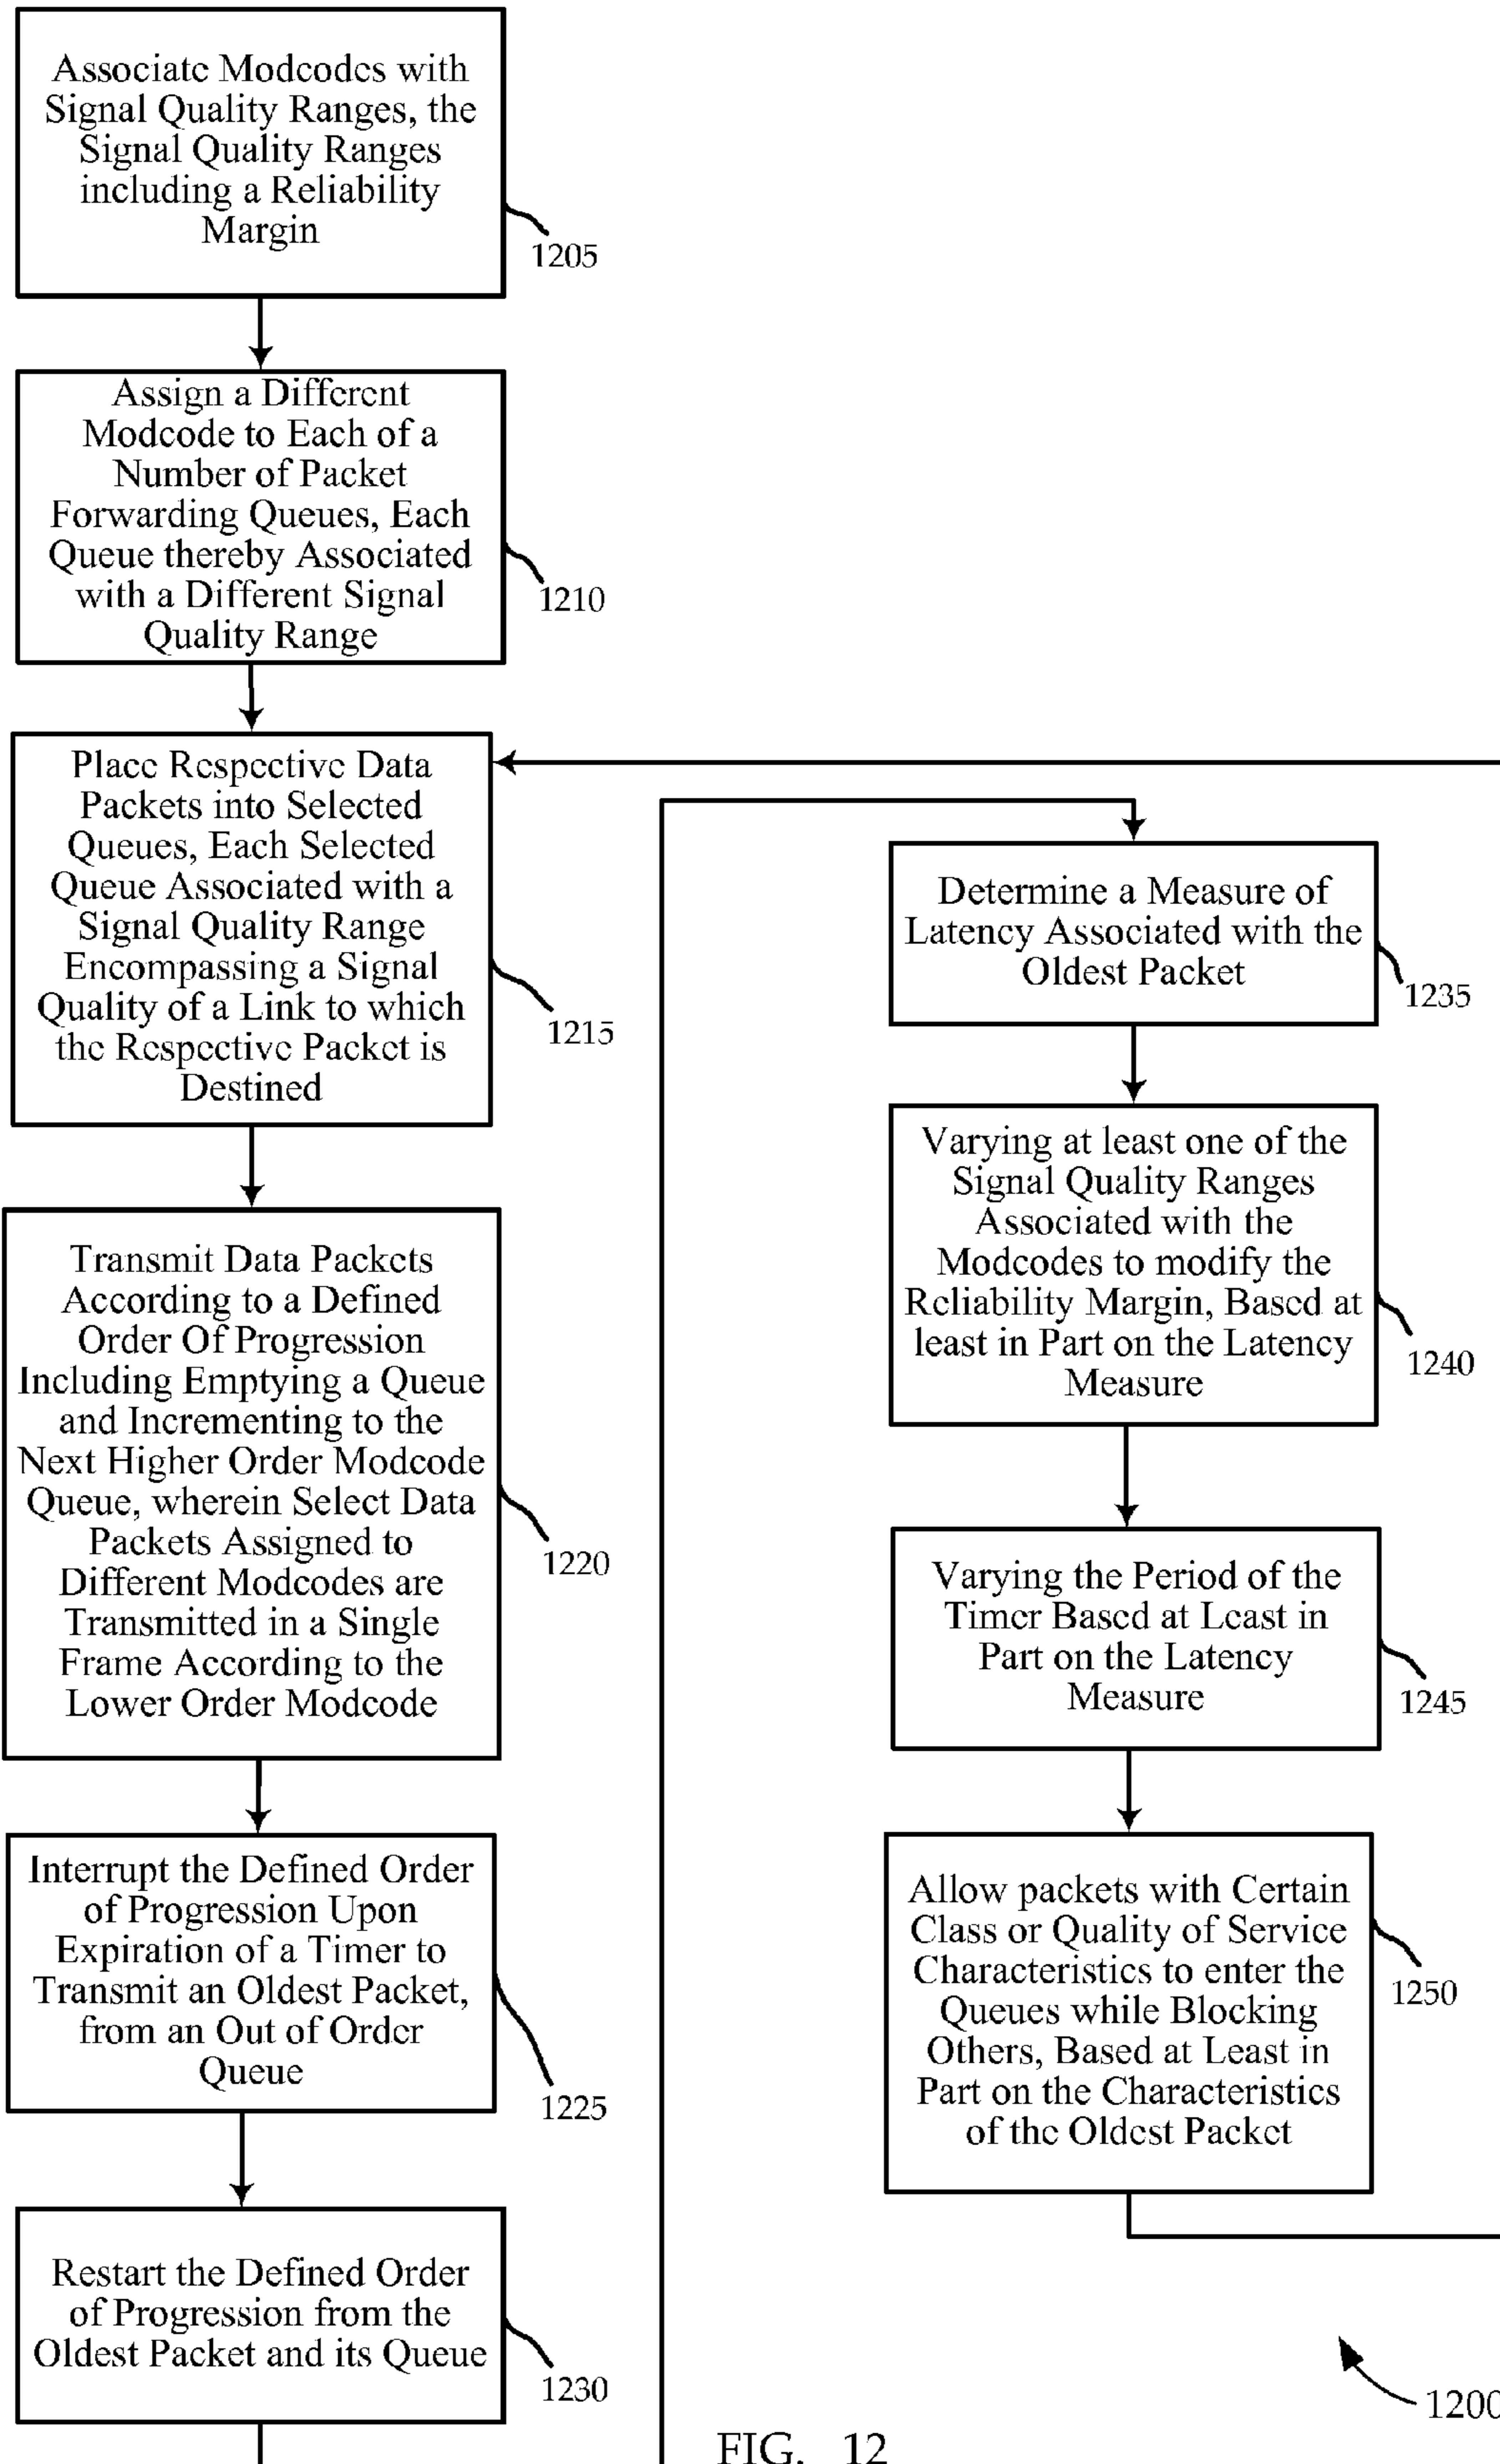 Associate Modcodes with
Signal Quality Ranges, the
Signal Quality Ranges
including a Reliability
Margin
1205
Assign a Different
Modcode to Each of a
Number of Packet
Forwarding Queues, Each
Queue thereby Associated
with a Different Signal
Quality Range
1210
Place Respective Data
Packets into Selected
Queues, Each Selected
Queue Associated with a
Signal Quality Range
Encompassing a Signal
Quality of a Link to which
the Respective Packet is
Destined
1215
Transmit Data Packets
According to a Defined
Order Of Progression
Including Emptying a Queue
and Incrementing to the
Next Higher Order Modcode
Queue, wherein Select Data
Packets Assigned to
Different Modcodes are
Transmitted in a Single
Frame According to the
Lower Order Modcode
1220
Interrupt the Defined Order
of Progression Upon
Expiration of a Timer to
Transmit an Oldest Packet,
from an Out of Order
Queue
1225
Restart the Defined Order
of Progression from the
Oldest Packet and its Queue
1230
Determine a Measure of
Latency Associated with the
Oldest Packet
1235
Varying at least one of the
Signal Quality Ranges
Associated with the
Modcodes to modify the
Reliability Margin, Based at
least in Part on the Latency
Measure
1240
Varying the Period of the
Timer Based at Least in
Part on the Latency
Measure
1245
Allow packets with Certain
Class or Quality of Service
Characteristics to enter the
Queues while Blocking
Others, Based at Least in
Part on the Characteristics
of the Oldest Packet
1250
1200
FIG. 12